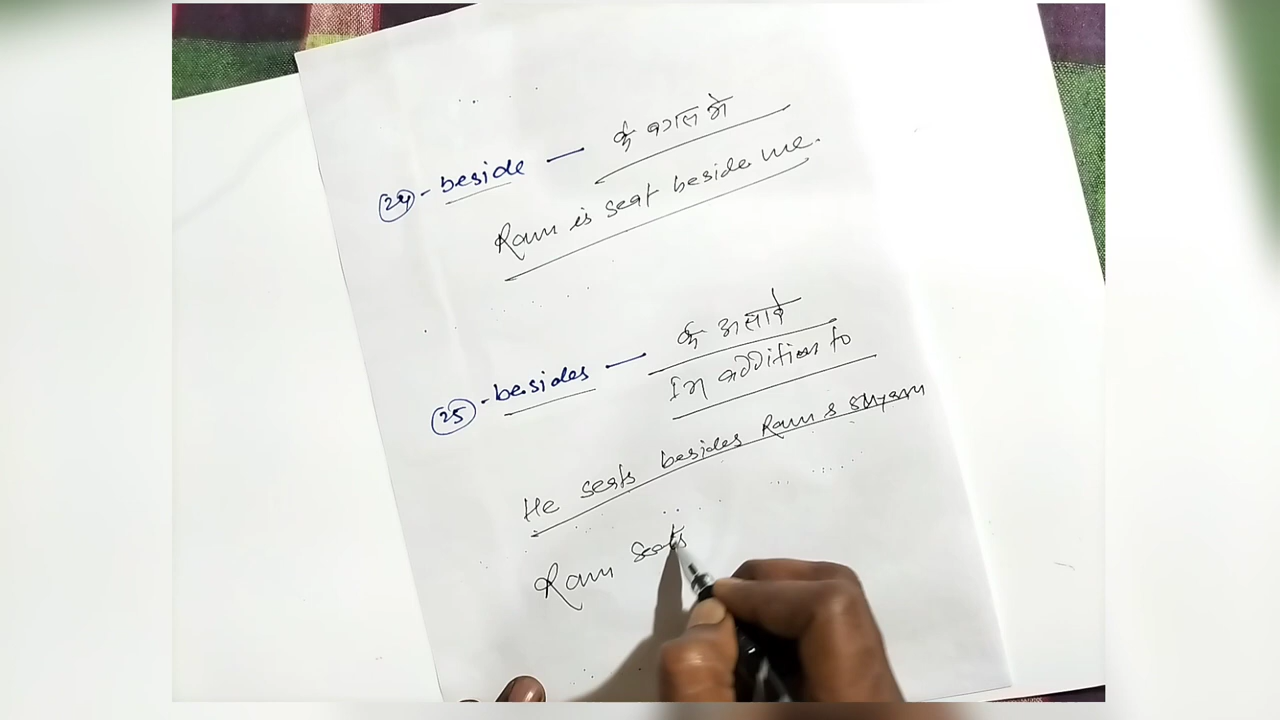 24 - beside — के बगल में
Ram is seat beside me.
25 - besides — के अलावे
In addition to
He seats besides Ram & Shyam
Ram seats